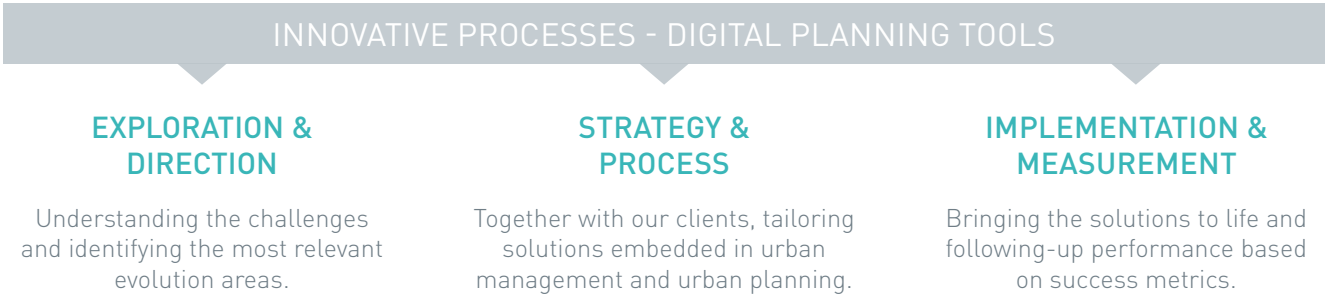 INNOVATIVE PROCESSES - DIGITAL PLANNING TOOLS
EXPLORATION &
DIRECTION
Understanding the challenges
and identifying the most relevant
evolution areas.
STRATEGY &
PROCESS
Together with our clients, tailoring
solutions embedded in urban
management and urban planning.
IMPLEMENTATION &
MEASUREMENT
Bringing the solutions to life and
following-up performance based
on success metrics.